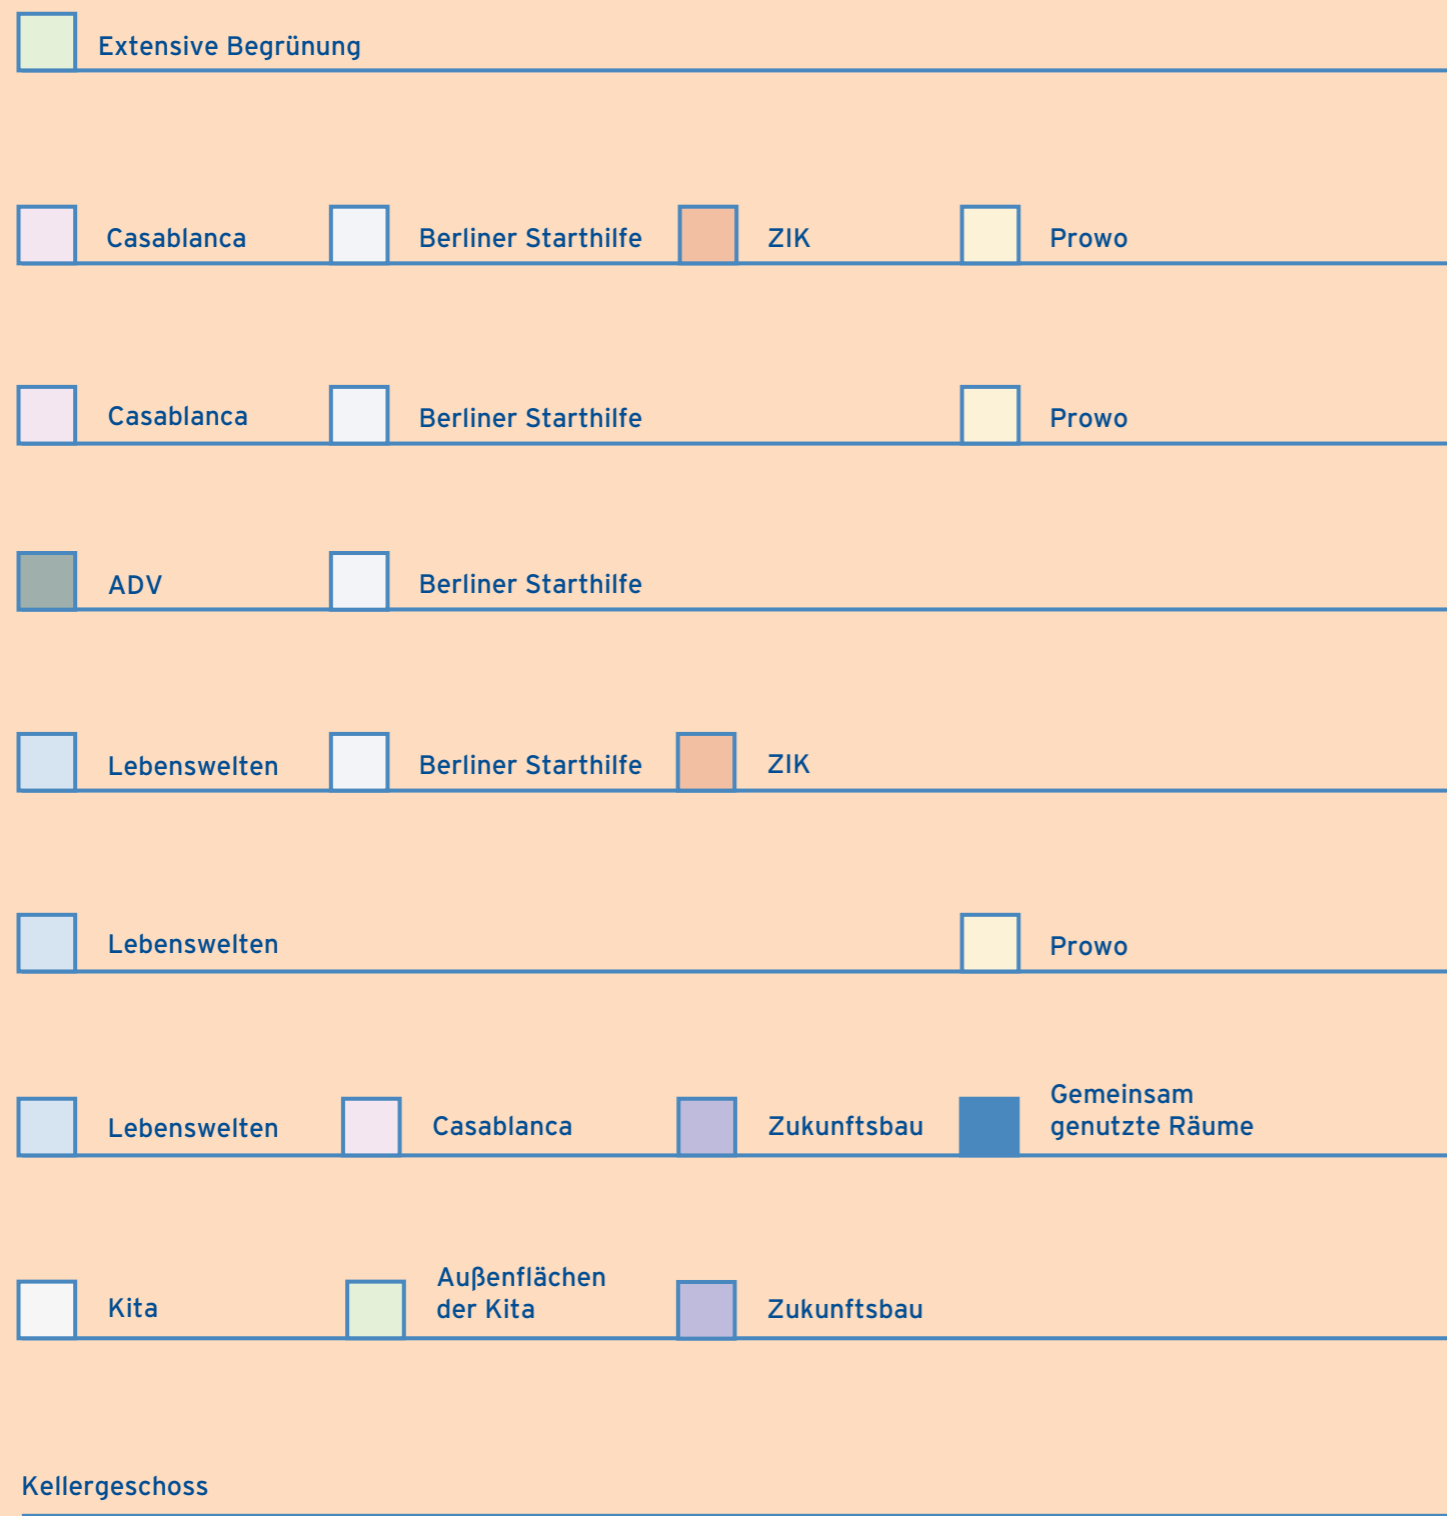 Extensive Begrünung
Casablanca Berliner Starthilfe ZIK Prowo
Casablanca Berliner Starthilfe Prowo
ADV Berliner Starthilfe
Lebenswelten Berliner Starthilfe ZIK
Lebenswelten Prowo
Lebenswelten Casablanca Zukunftsbau Gemeinsam
genutzte Räume
Kita Außenflächen
der Kita Zukunftsbau
Kellergeschoss